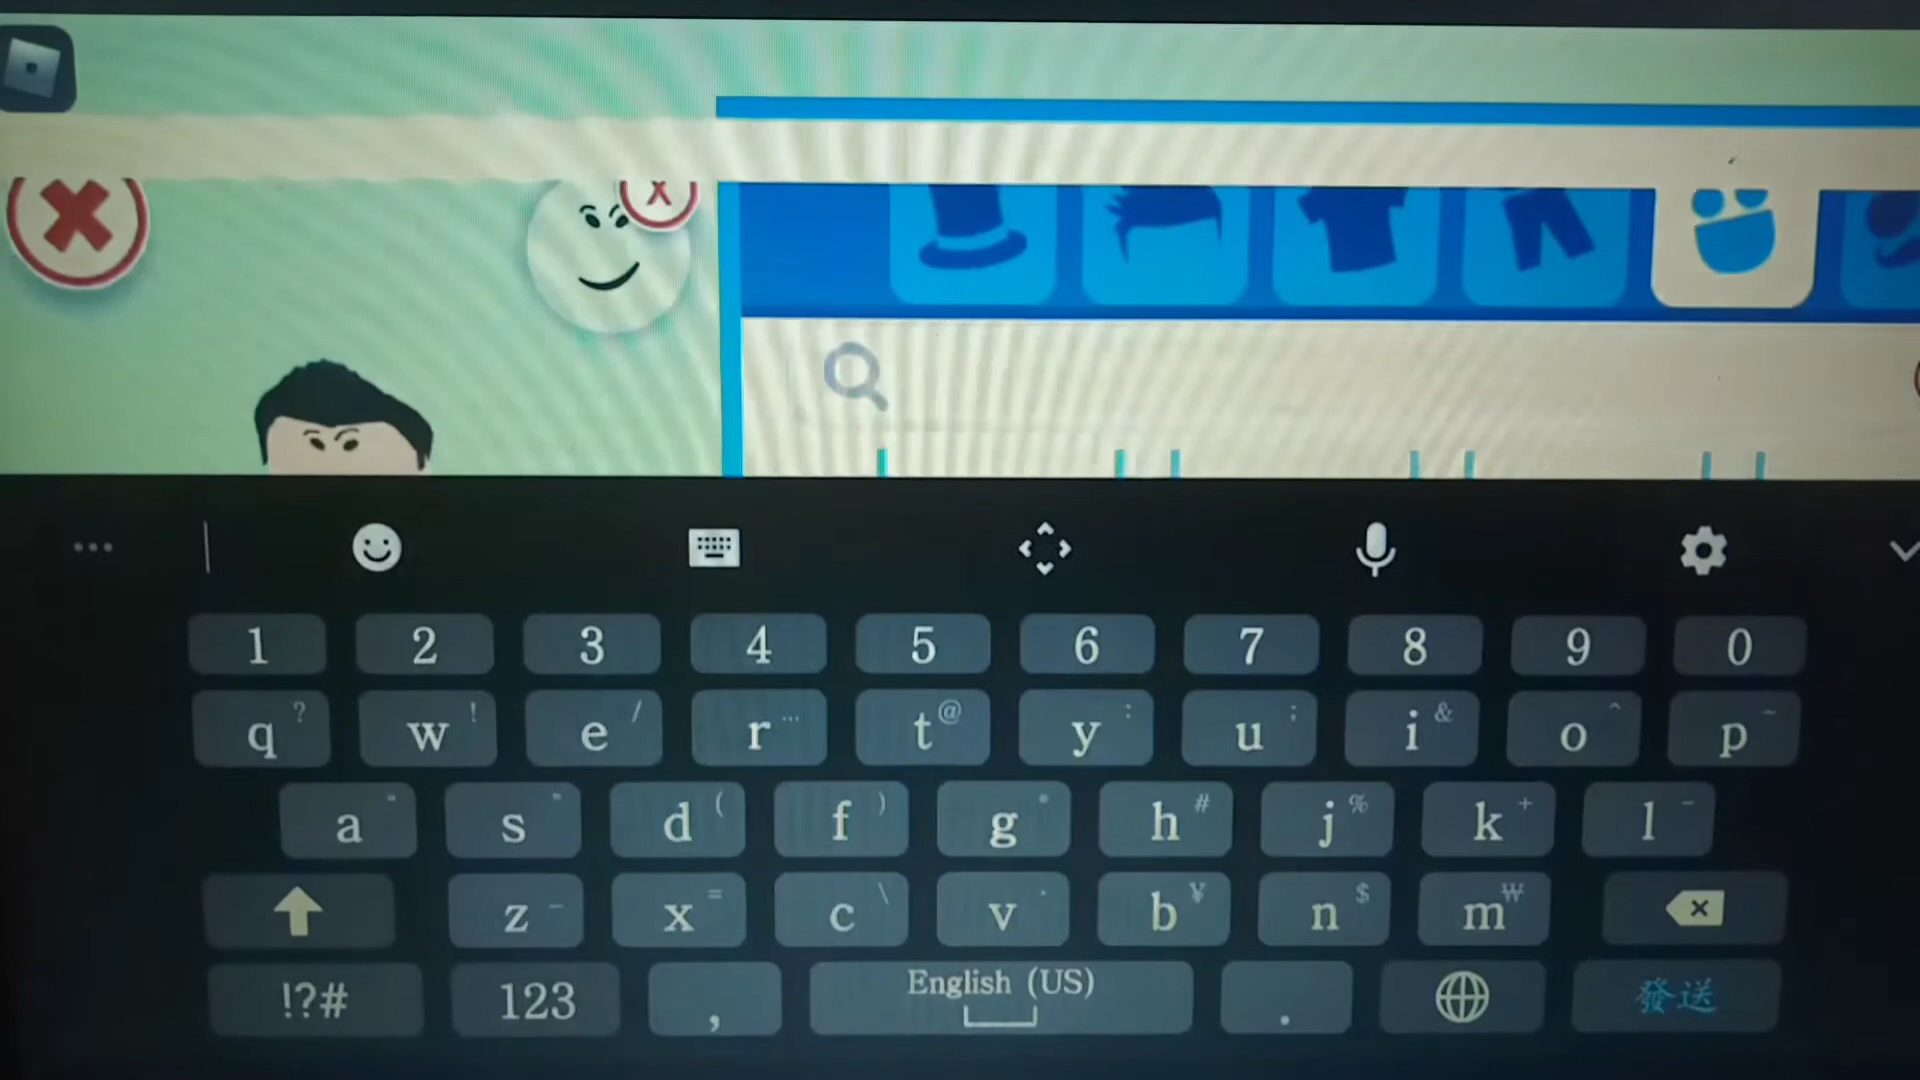 1 2 3 4 5 6 7 8 9 0
q ? w ! e / r ... t @ y : u ; i & o ^ p ~
a " s " d ( f ) g * h # j % k + l -
z - x = c \ v · b ¥ n $ m ₩
!?# 123 , English (US) . 發送